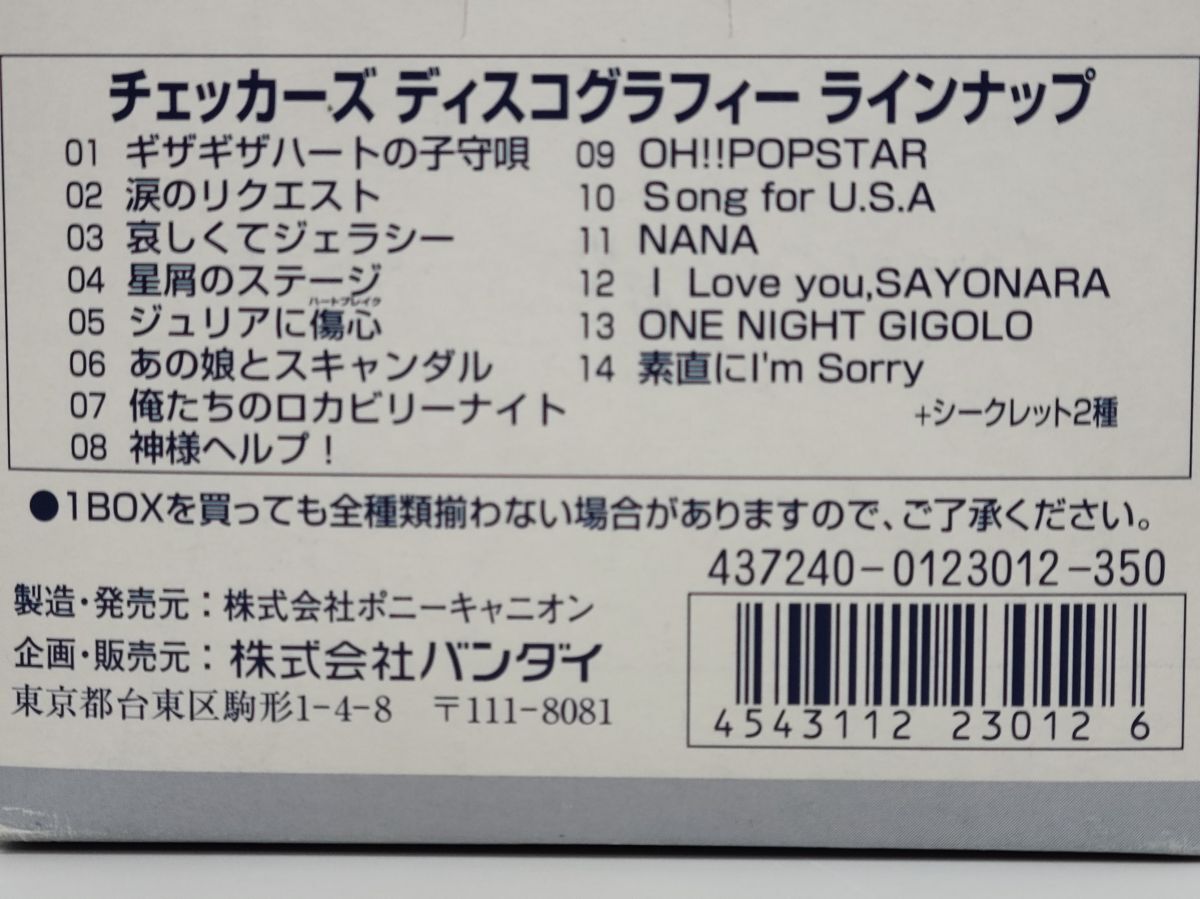 チェッカーズ ディスコグラフィー ラインナップ
01 ギザギザハートの子守唄
02 涙のリクエスト
03 哀しくてジェラシー
04 星屑のステージ
ハートブレイク
05 ジュリアに傷心
06 あの娘とスキャンダル
07 俺たちのロカビリーナイト
08 神様ヘルプ！
09 OH!!POPSTAR
10 Song for U.S.A
11 NANA
12 I Love you,SAYONARA
13 ONE NIGHT GIGOLO
14 素直にI'm Sorry
+シークレット2種
●1BOXを買っても全種類揃わない場合がありますので、ご了承ください。
437240-0123012-350
製造・発売元：株式会社ポニーキャニオン
企画・販売元：株式会社バンダイ
東京都台東区駒形1-4-8 〒111-8081
4543112 23012 6